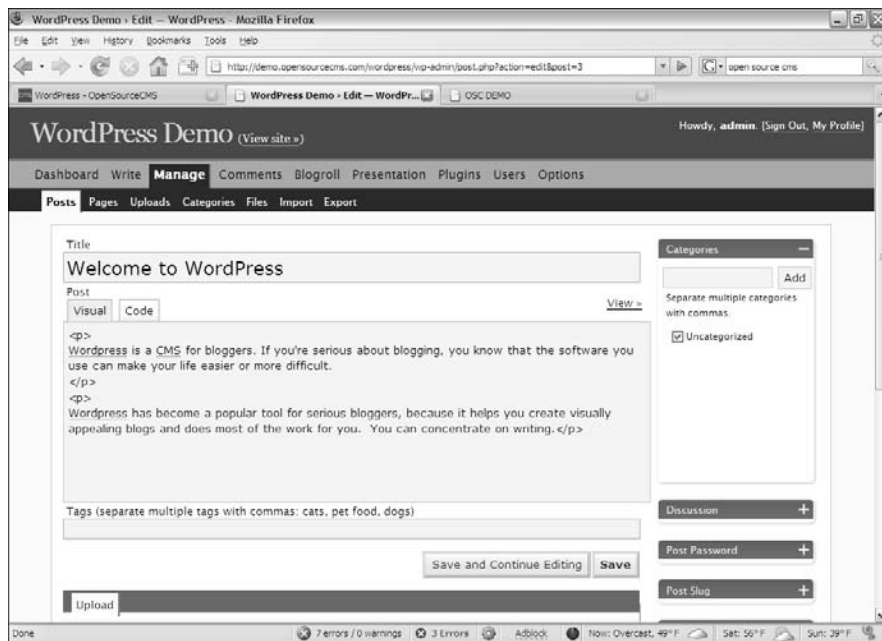 WordPress Demo › Edit — WordPress - Mozilla Firefox
File Edit View History Bookmarks Tools Help
http://demo.opensourcecms.com/wordpress/wp-admin/post.php?action=edit&post=3
G open source cms
WordPress - OpenSourceCMS
WordPress Demo › Edit — WordPr...
OSC DEMO
WordPress Demo (View site »)
Howdy, admin. [Sign Out, My Profile]
Dashboard Write Manage Comments Blogroll Presentation Plugins Users Options
Posts Pages Uploads Categories Files Import Export
Title
Welcome to WordPress
Post
Visual Code
View »
<p>
Wordpress is a CMS for bloggers. If you're serious about blogging, you know that the software you
use can make your life easier or more difficult.
</p>
<p>
Wordpress has become a popular tool for serious bloggers, because it helps you create visually
appealing blogs and does most of the work for you.  You can concentrate on writing.</p>
Tags (separate multiple tags with commas: cats, pet food, dogs)
Save and Continue Editing Save
Upload
Categories
Add
Separate multiple categories
with commas.
Uncategorized
Discussion
Post Password
Post Slug
Done
7 errors / 0 warnings
3 Errors
Adblock
Now: Overcast, 49° F
Sat: 56° F
Sun: 39° F